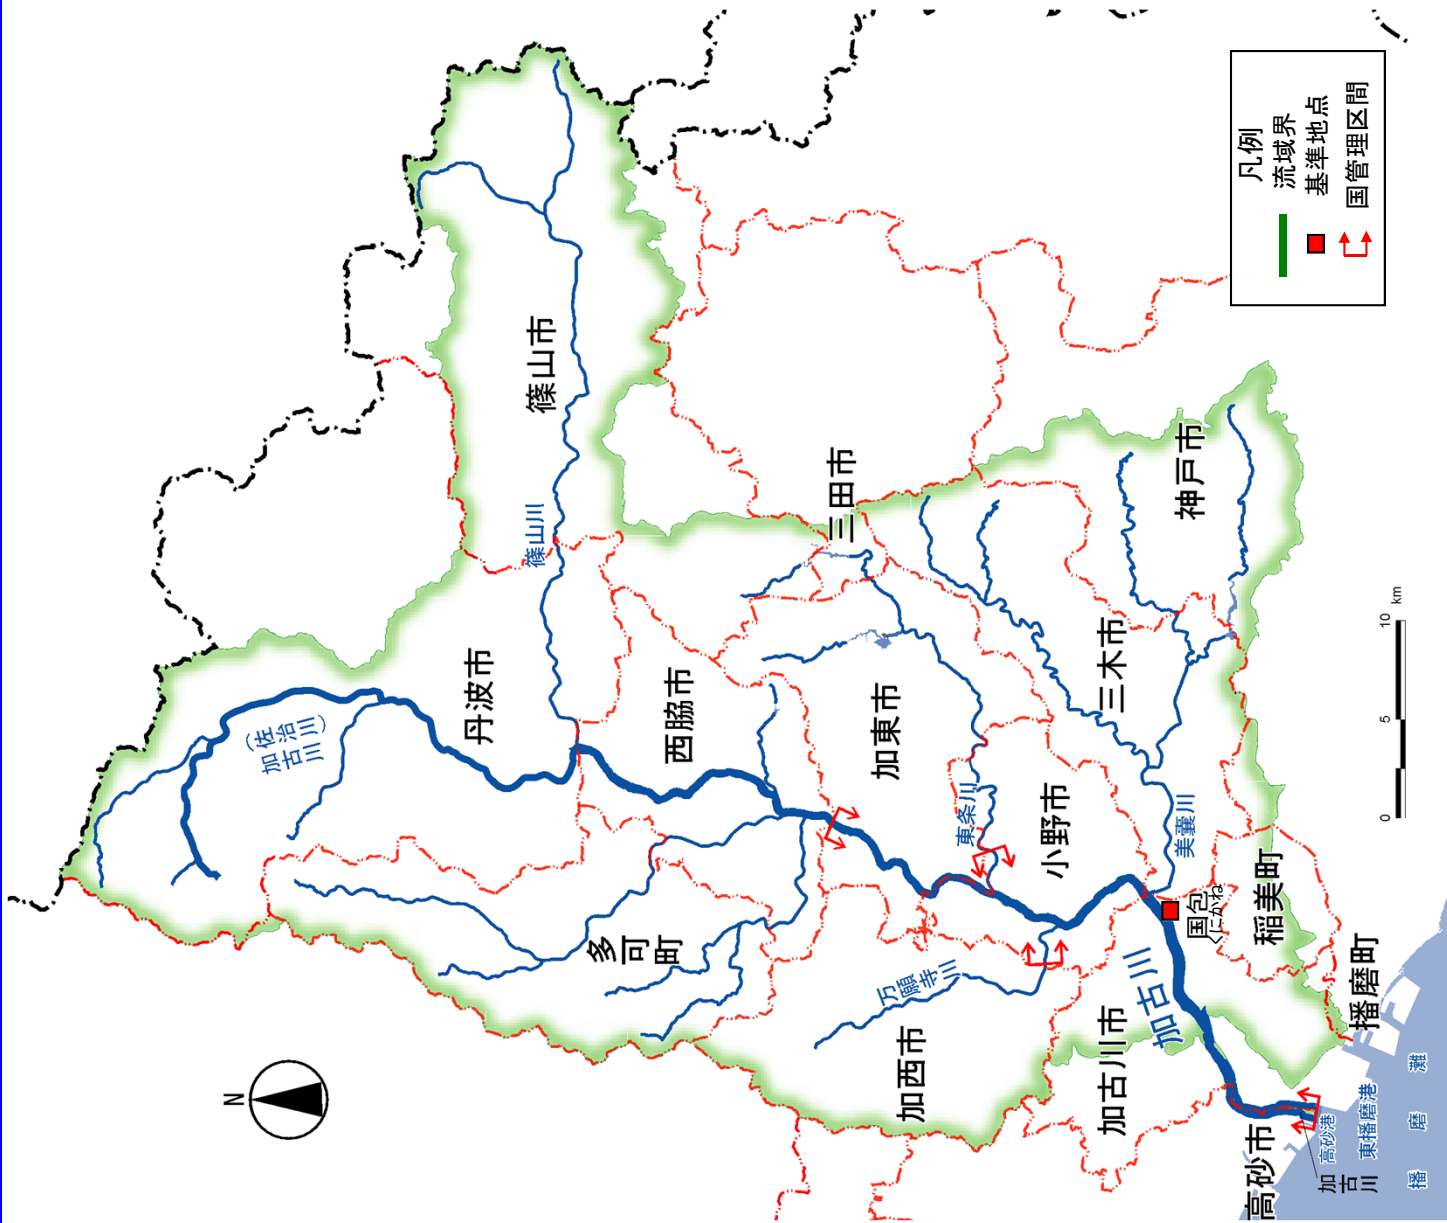 N
篠山市
篠山川
丹波市
加古川
(佐治川)
西脇市
三田市
神戸市
三木市
加東市
東条川
小野市
美嚢川
多可町
万願寺川
加西市
加古川市
加古川
国包
くにかね
稲美町
播磨町
高砂市
高砂港
東播磨港
加古川
播磨灘
凡例
流域界
基準地点
国管理区間
0 5 10 km